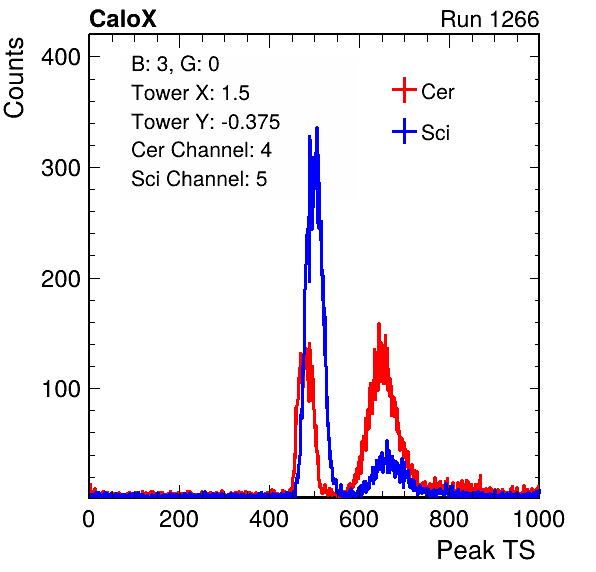 CaloX Run 1266
Counts
400
300
200
100
B: 3, G: 0
Tower X: 1.5
Tower Y: -0.375
Cer Channel: 4
Sci Channel: 5
Cer
Sci
0 200 400 600 800 1000
Peak TS